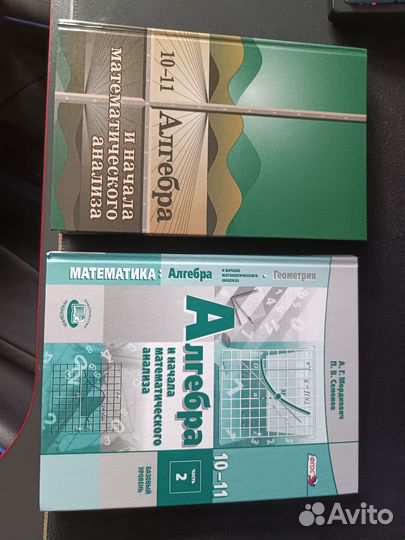 10–11
Алгебра
и начала
математического
анализа
МАТЕМАТИКА:
Алгебра
и начала
математического
анализа
Геометрия
А. Г. Мордкович
П. В. Семенов
Алгебра
и начала
математического
анализа
10–11
БАЗОВЫЙ
УРОВЕНЬ
ЧАСТЬ
2
ФГОС
Avito